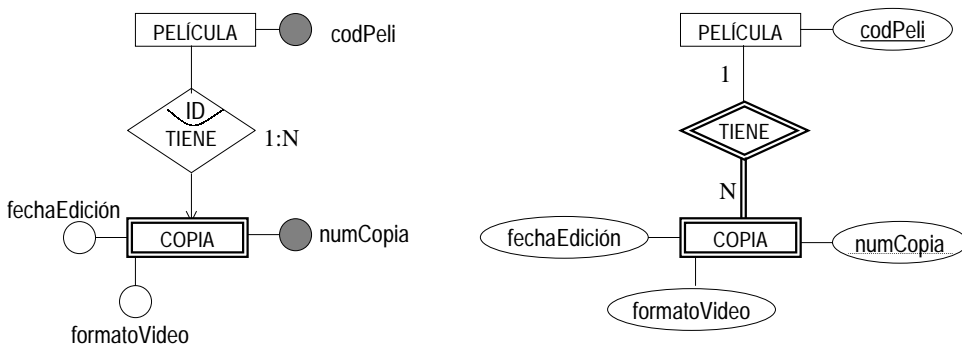 PELÍCULA
codPeli
ID
TIENE
1:N
fechaEdición
COPIA
numCopia
formatoVideo
PELÍCULA
codPeli
1
TIENE
N
fechaEdición
COPIA
numCopia
formatoVideo